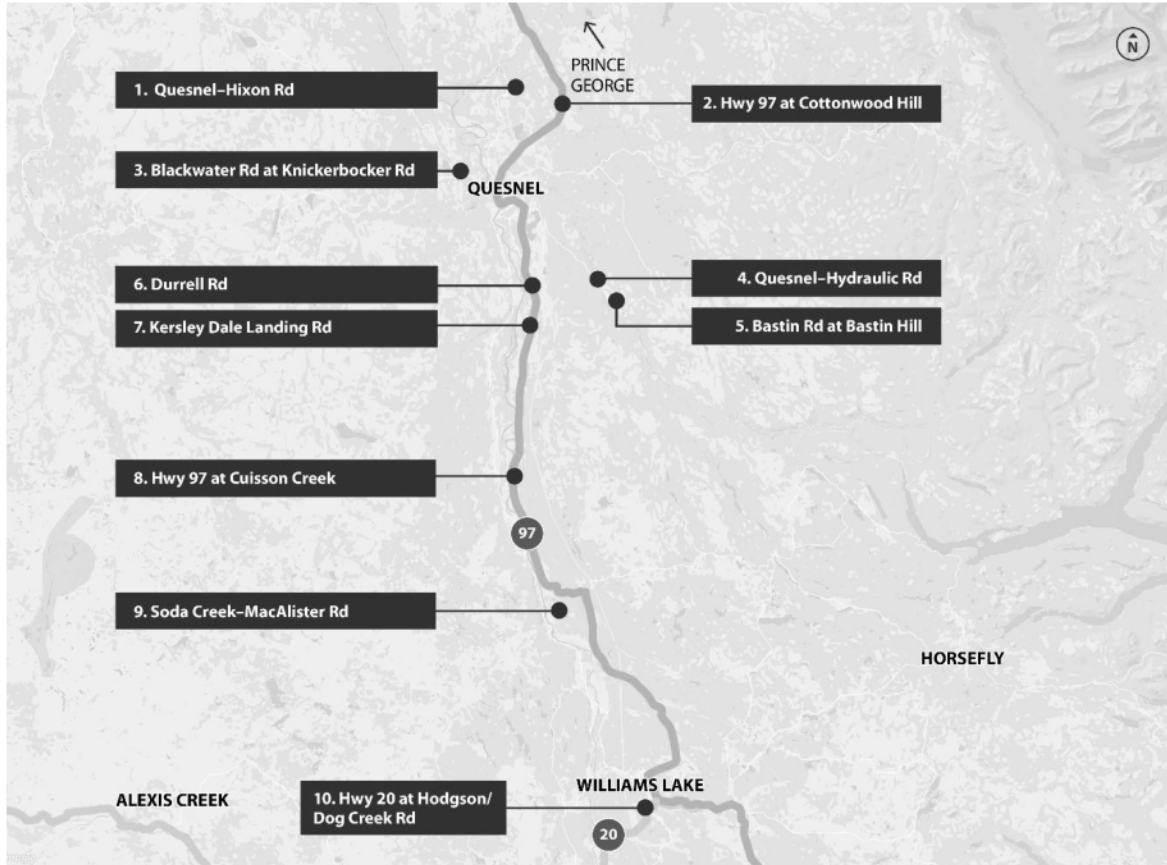 PRINCE
GEORGE
N
1. Quesnel–Hixon Rd
2. Hwy 97 at Cottonwood Hill
3. Blackwater Rd at Knickerbocker Rd
QUESNEL
6. Durrell Rd
4. Quesnel–Hydraulic Rd
7. Kersley Dale Landing Rd
5. Bastin Rd at Bastin Hill
8. Hwy 97 at Cuisson Creek
97
9. Soda Creek–MacAlister Rd
HORSEFLY
WILLIAMS LAKE
ALEXIS CREEK
10. Hwy 20 at Hodgson/
Dog Creek Rd
20